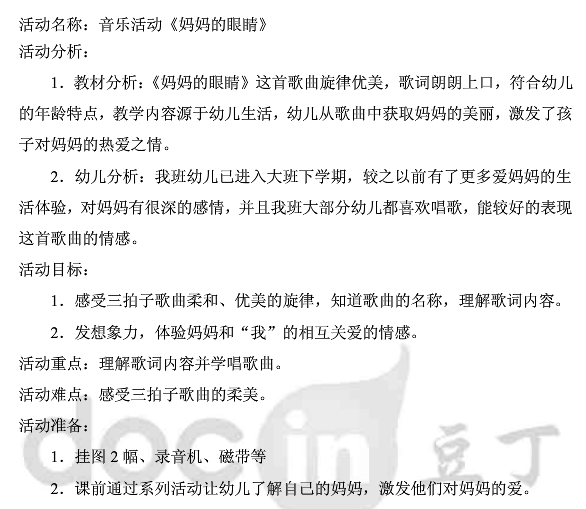 活动名称：音乐活动《妈妈的眼睛》
活动分析：
1．教材分析：《妈妈的眼睛》这首歌曲旋律优美，歌词朗朗上口，符合幼儿
的年龄特点，教学内容源于幼儿生活，幼儿从歌曲中获取妈妈的美丽，激发了孩
子对妈妈的热爱之情。
2．幼儿分析：我班幼儿已进入大班下学期，较之以前有了更多爱妈妈的生
活体验，对妈妈有很深的感情，并且我班大部分幼儿都喜欢唱歌，能较好的表现
这首歌曲的情感。
活动目标：
1．感受三拍子歌曲柔和、优美的旋律，知道歌曲的名称，理解歌词内容。
2．发想象力，体验妈妈和“我”的相互关爱的情感。
活动重点：理解歌词内容并学唱歌曲。
活动难点：感受三拍子歌曲的柔美。
活动准备：
1．挂图 2 幅、录音机、磁带等
2．课前通过系列活动让幼儿了解自己的妈妈，激发他们对妈妈的爱。
docin 豆丁